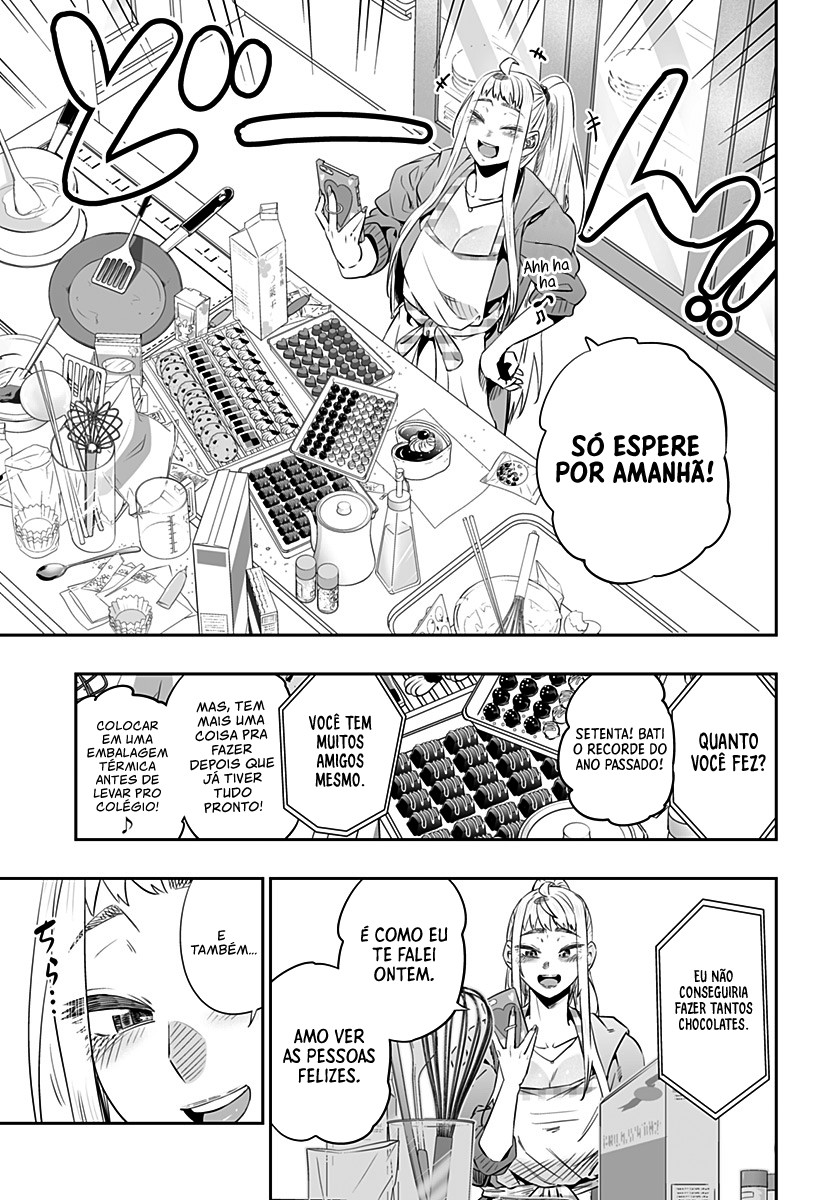 どーん!!
Ahh ha
ha
SÓ ESPERE
POR AMANHÃ!
QUANTO
VOCÊ FEZ?
SETENTA! BATI
O RECORDE DO
ANO PASSADO!
VOCÊ TEM
MUITOS
AMIGOS
MESMO.
MAS, TEM
MAIS UMA
COISA PRA
FAZER
DEPOIS QUE
JÁ TIVER
TUDO
PRONTO!
COLOCAR
EM UMA
EMBALAGEM
TÉRMICA
ANTES DE
LEVAR PRO
COLÉGIO!
EU NÃO
CONSEGUIRIA
FAZER TANTOS
CHOCOLATES.
É COMO EU
TE FALEI
ONTEM.
AMO VER
AS PESSOAS
FELIZES.
E
TAMBÉM...
ちら…